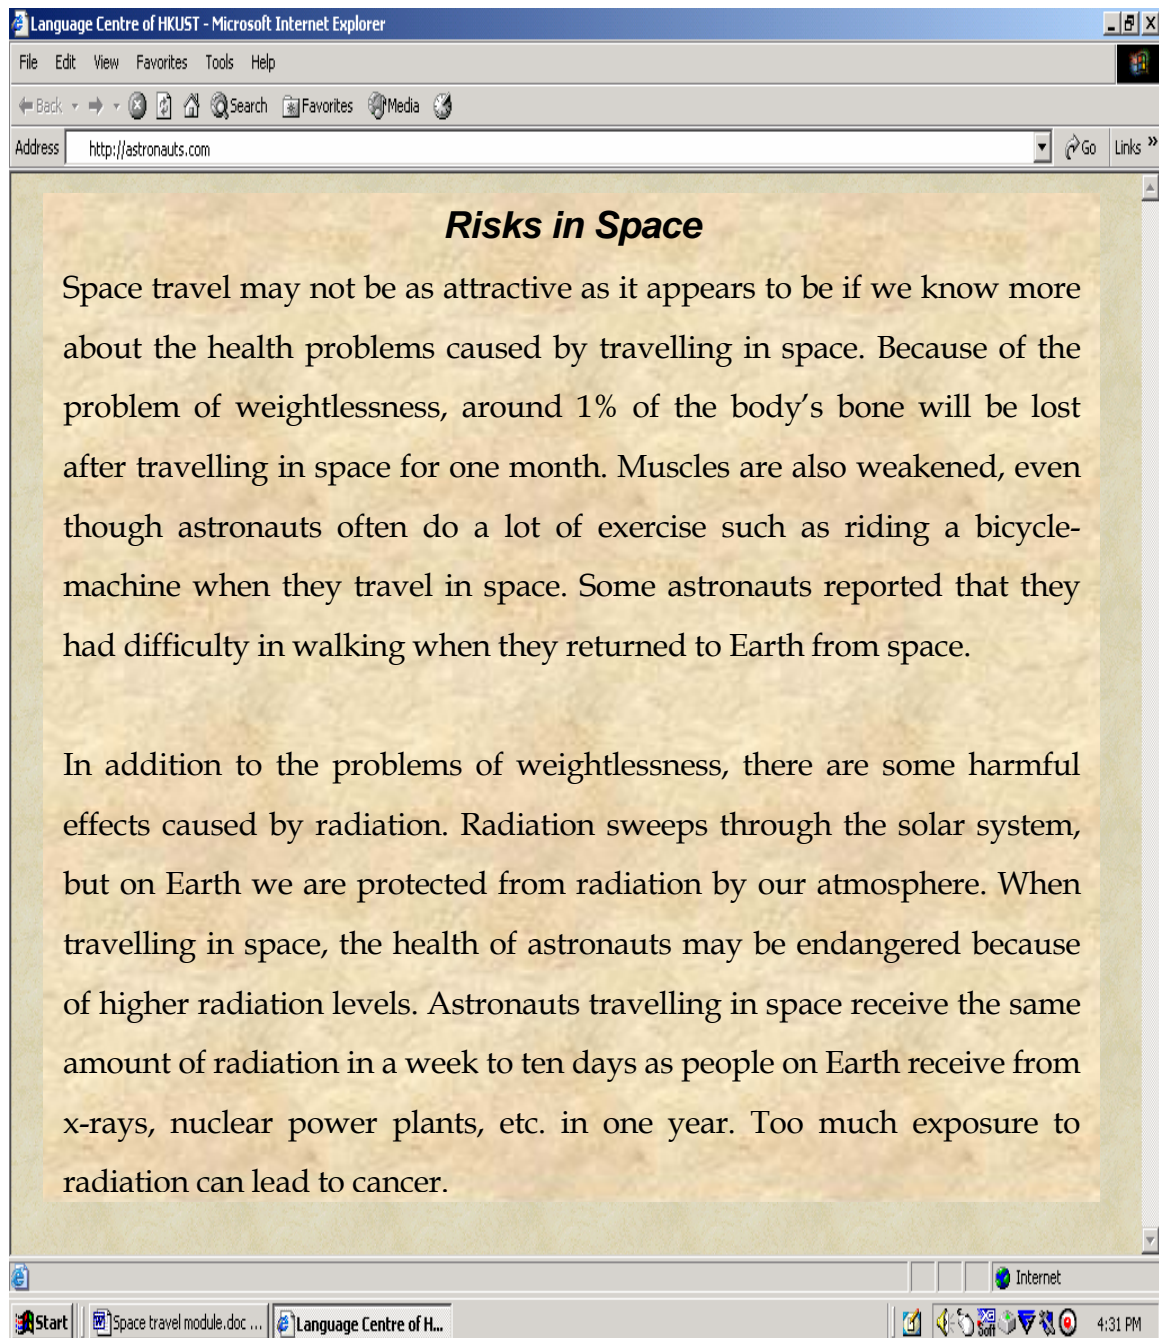 Language Centre of HKUST - Microsoft Internet Explorer
File Edit View Favorites Tools Help
Back Search Favorites Media
Address http://astronauts.com Go Links »
Risks in Space
Space travel may not be as attractive as it appears to be if we know more
about the health problems caused by travelling in space. Because of the
problem of weightlessness, around 1% of the body's bone will be lost
after travelling in space for one month. Muscles are also weakened, even
though astronauts often do a lot of exercise such as riding a bicycle-
machine when they travel in space. Some astronauts reported that they
had difficulty in walking when they returned to Earth from space.
In addition to the problems of weightlessness, there are some harmful
effects caused by radiation. Radiation sweeps through the solar system,
but on Earth we are protected from radiation by our atmosphere. When
travelling in space, the health of astronauts may be endangered because
of higher radiation levels. Astronauts travelling in space receive the same
amount of radiation in a week to ten days as people on Earth receive from
x-rays, nuclear power plants, etc. in one year. Too much exposure to
radiation can lead to cancer.
Internet
Start Space travel module.doc ... Language Centre of H... 4:31 PM